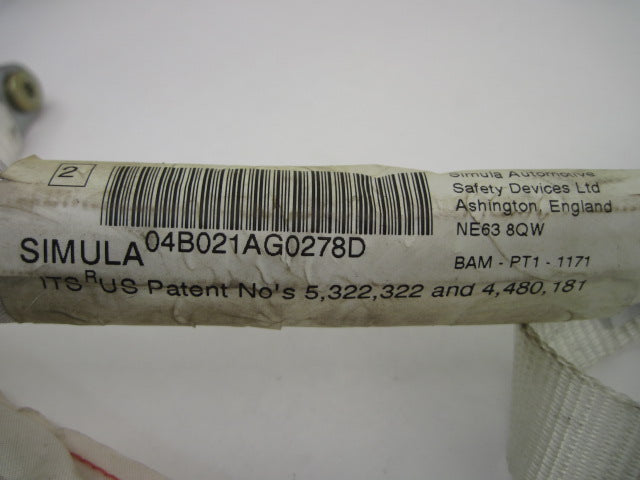 2
SIMULA 04B021AG0278D
ITS R US Patent No's 5,322,322 and 4,480,181
Simula Automotive
Safety Devices Ltd
Ashington, England
NE63 8QW
BAM - PT1 - 1171